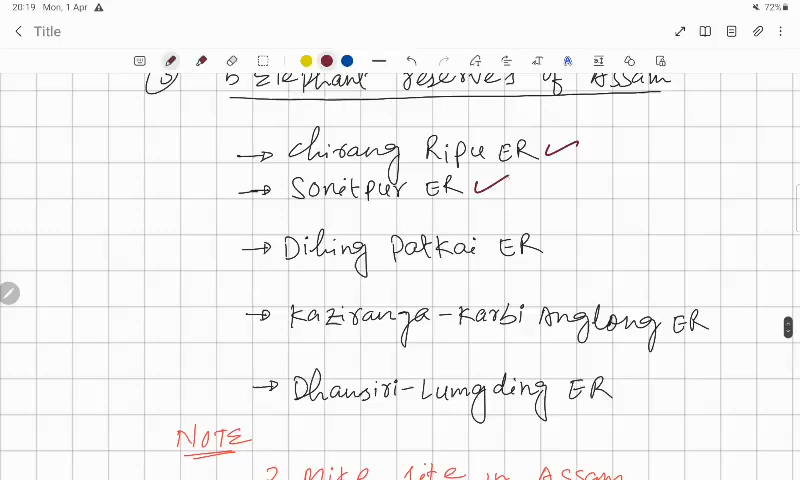 20:19 Mon, 1 Apr
72%
Title
5 Elephant reserves of Assam
→ Chirang Ripu ER ✓
→ Sonitpur ER ✓
→ Dihing Patkai ER
→ Kaziranga - Karbi Anglong ER
→ Dhansiri - Lumgding ER
NOTE
2 Mike site in Assam